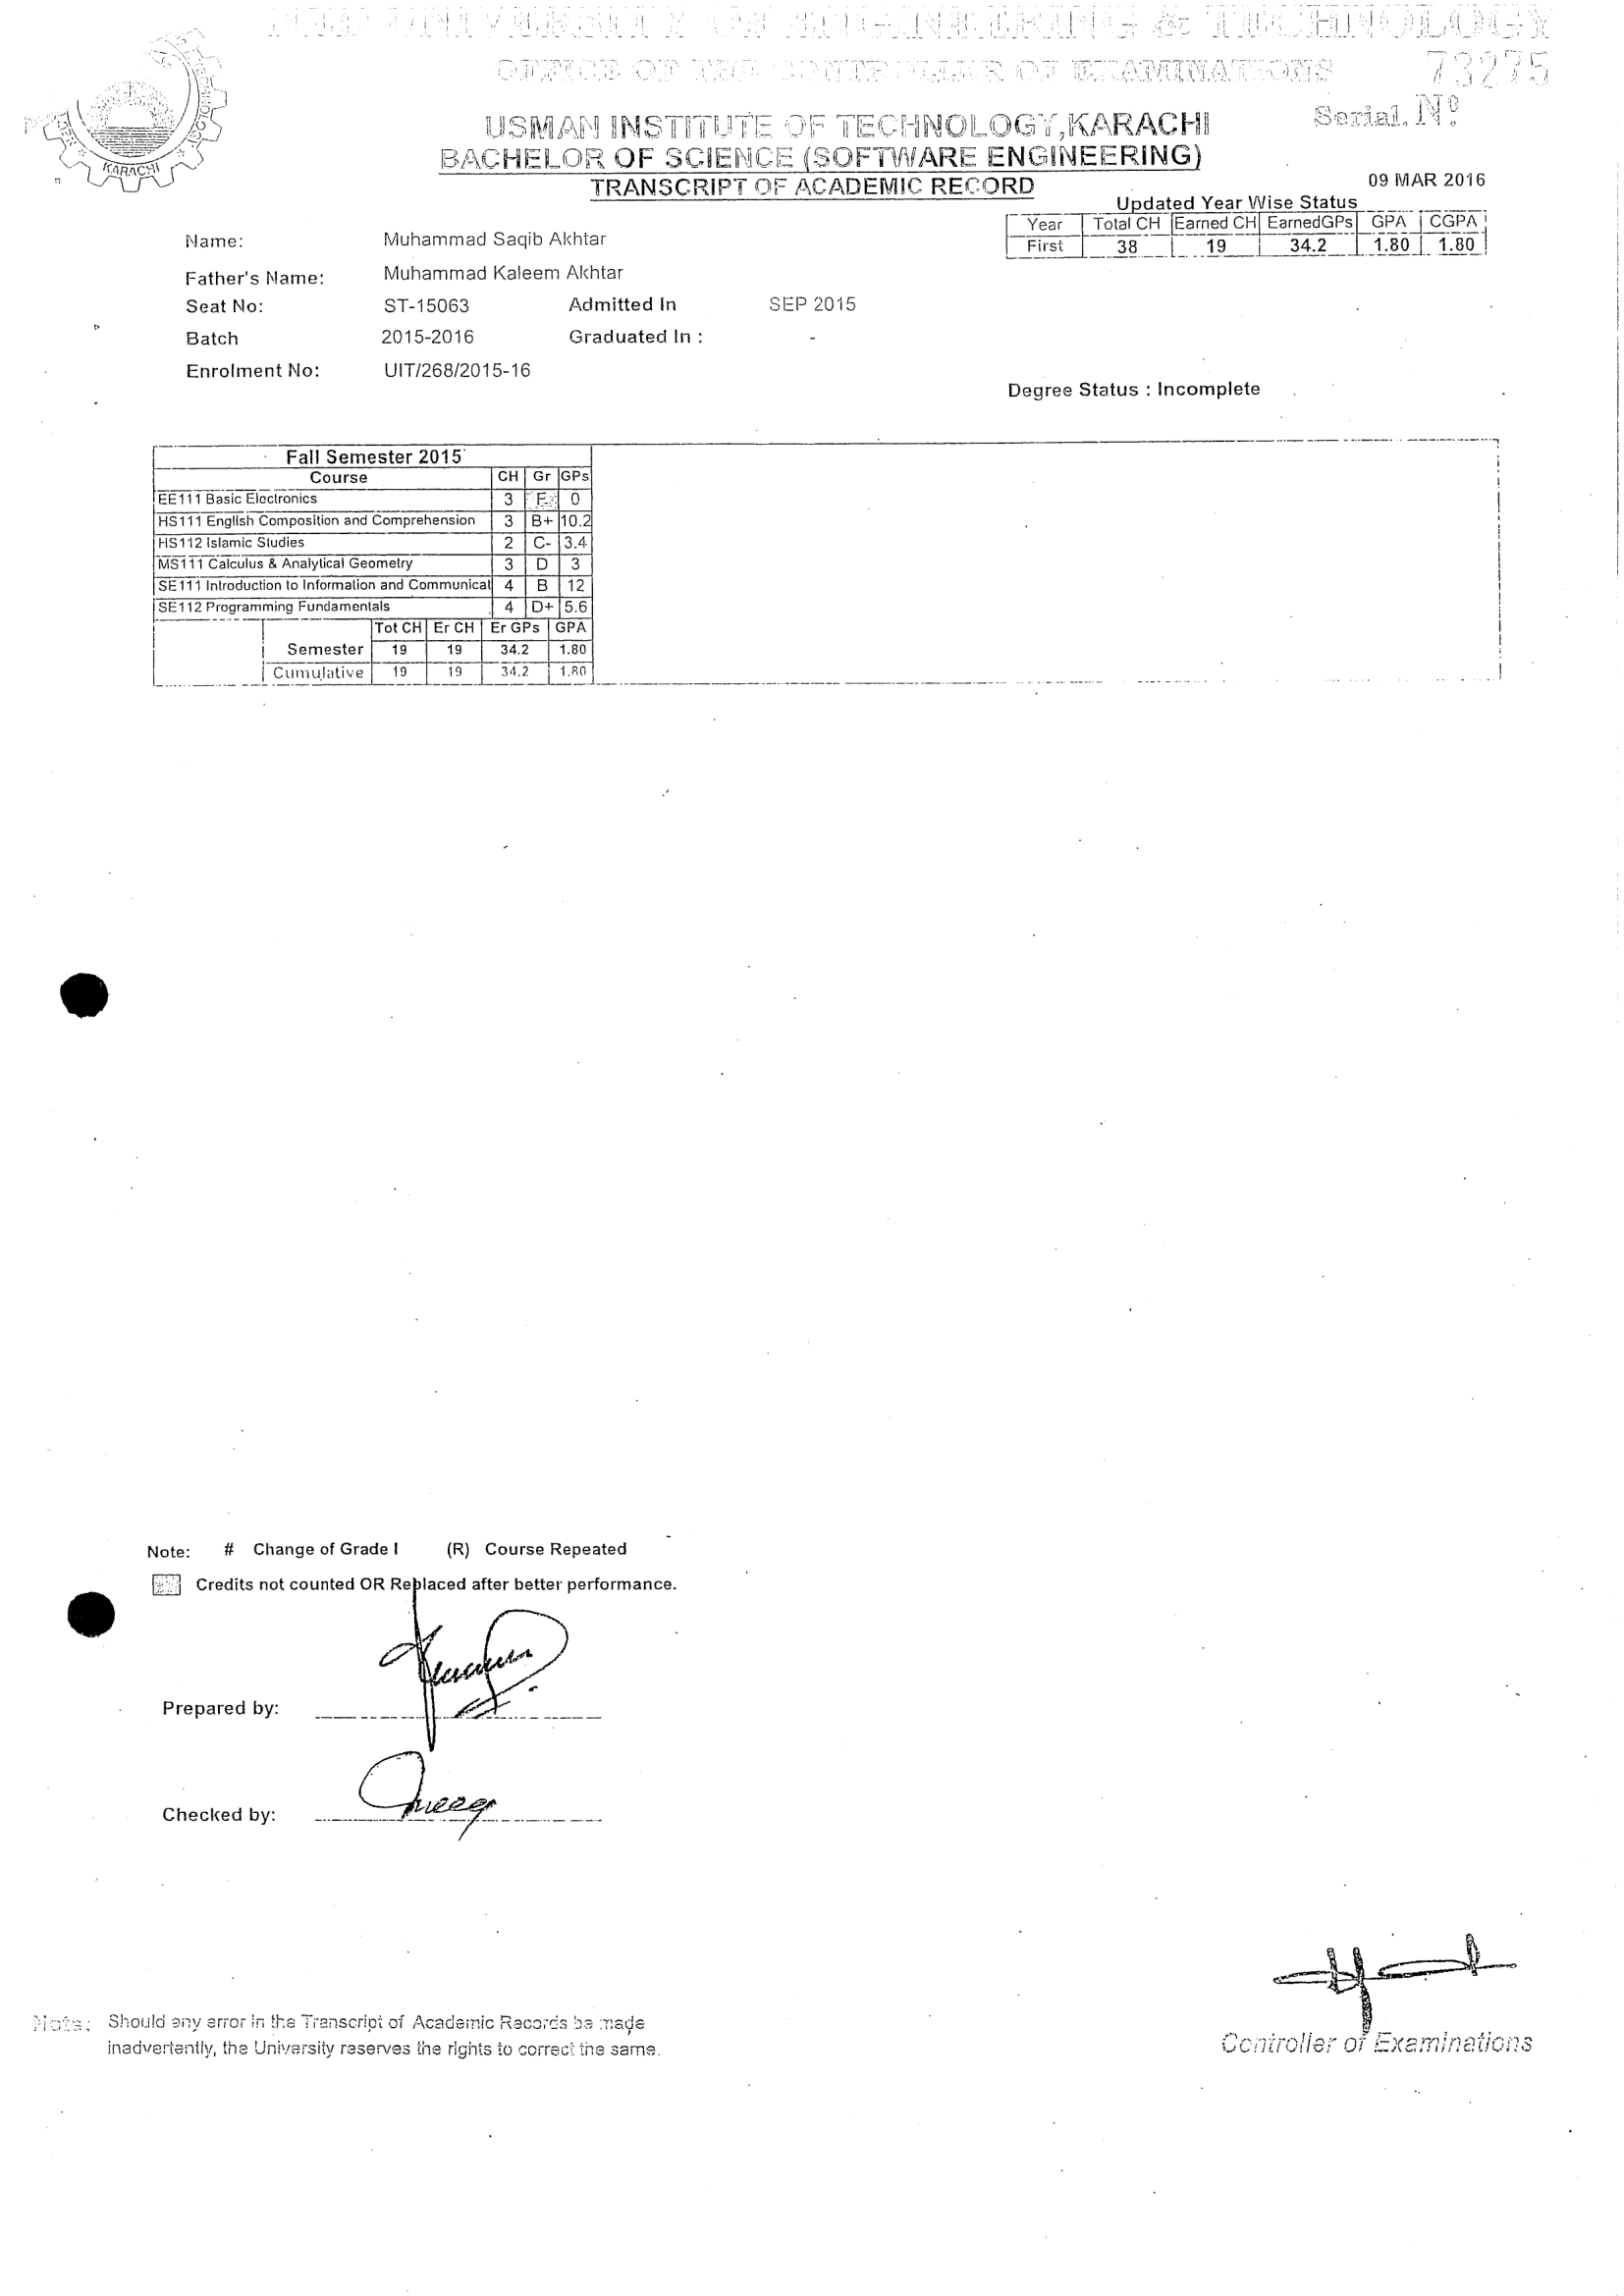 NED UNIVERSITY OF ENGINEERING & TECHNOLOGY
OFFICE OF THE CONTROLLER OF EXAMINATIONS
73275
Serial. Nº
USMAN INSTITUTE OF TECHNOLOGY,KARACHI
BACHELOR OF SCIENCE (SOFTWARE ENGINEERING)
TRANSCRIPT OF ACADEMIC RECORD
KARACHI
09 MAR 2016
Updated Year Wise Status
Year Total CH Earned CH EarnedGPs GPA CGPA
First 38 19 34.2 1.80 1.80
Name: Muhammad Saqib Akhtar
Father's Name: Muhammad Kaleem Akhtar
Seat No: ST-15063 Admitted In SEP 2015
Batch 2015-2016 Graduated In : -
Enrolment No: UIT/268/2015-16
Degree Status : Incomplete
Fall Semester 2015
Course CH Gr GPs
EE111 Basic Electronics 3 F 0
HS111 English Composition and Comprehension 3 B+ 10.2
HS112 Islamic Studies 2 C- 3.4
MS111 Calculus & Analytical Geometry 3 D 3
SE111 Introduction to Information and Communicat 4 B 12
SE112 Programming Fundamentals 4 D+ 5.6
Tot CH Er CH Er GPs GPA
Semester 19 19 34.2 1.80
Cumulative 19 19 34.2 1.80
Note: # Change of Grade I (R) Course Repeated
Credits not counted OR Replaced after better performance.
Prepared by:
Checked by:
Note: Should any error in the Transcript of Academic Records be made
inadvertently, the University reserves the rights to correct the same.
Controller of Examinations